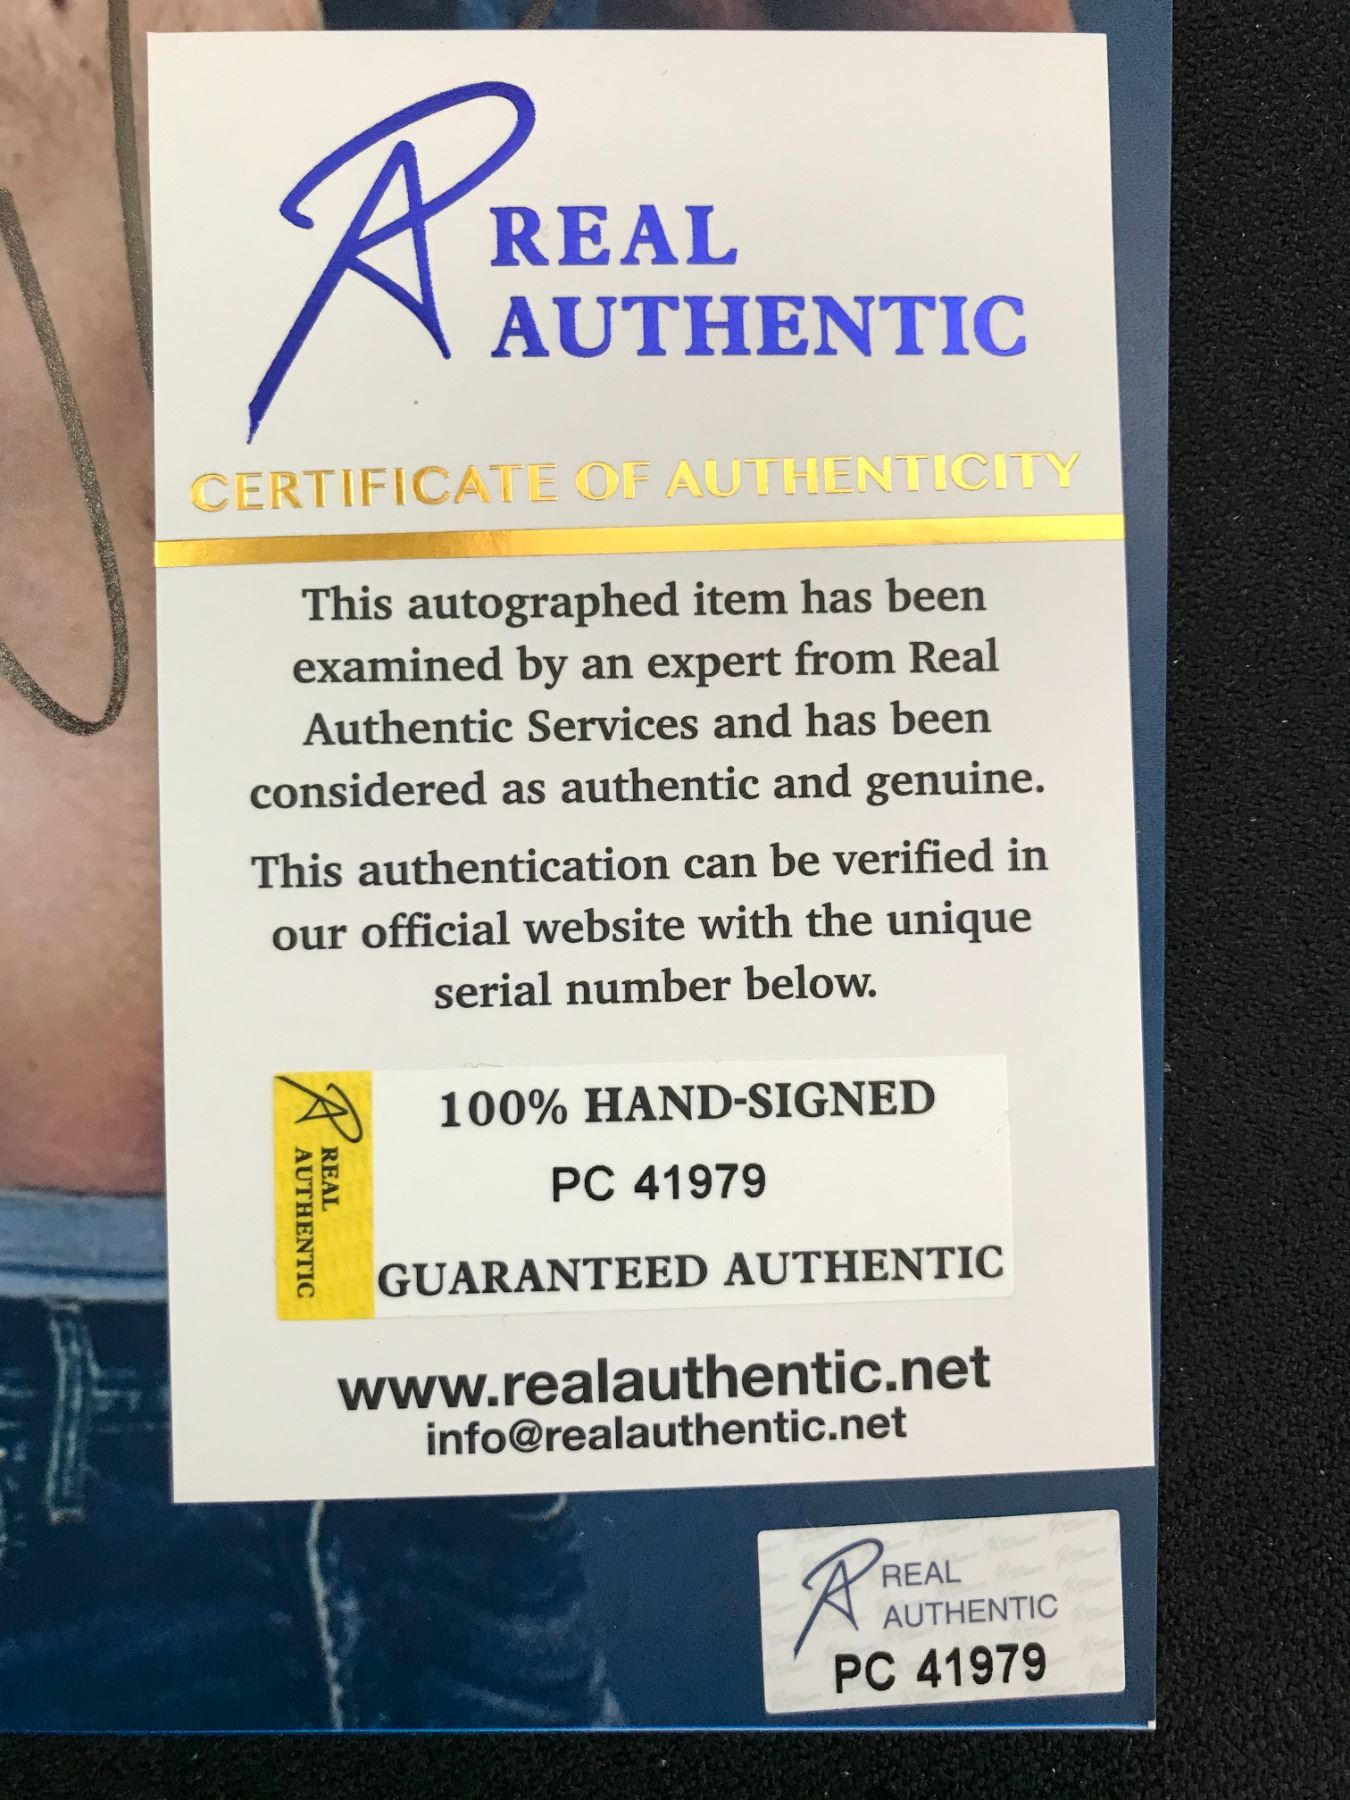 REAL
AUTHENTIC
CERTIFICATE OF AUTHENTICITY
This autographed item has been
examined by an expert from Real
Authentic Services and has been
considered as authentic and genuine.
This authentication can be verified in
our official website with the unique
serial number below.
REAL
AUTHENTIC
100% HAND-SIGNED
PC 41979
GUARANTEED AUTHENTIC
www.realauthentic.net
info@realauthentic.net
REAL
AUTHENTIC
PC 41979